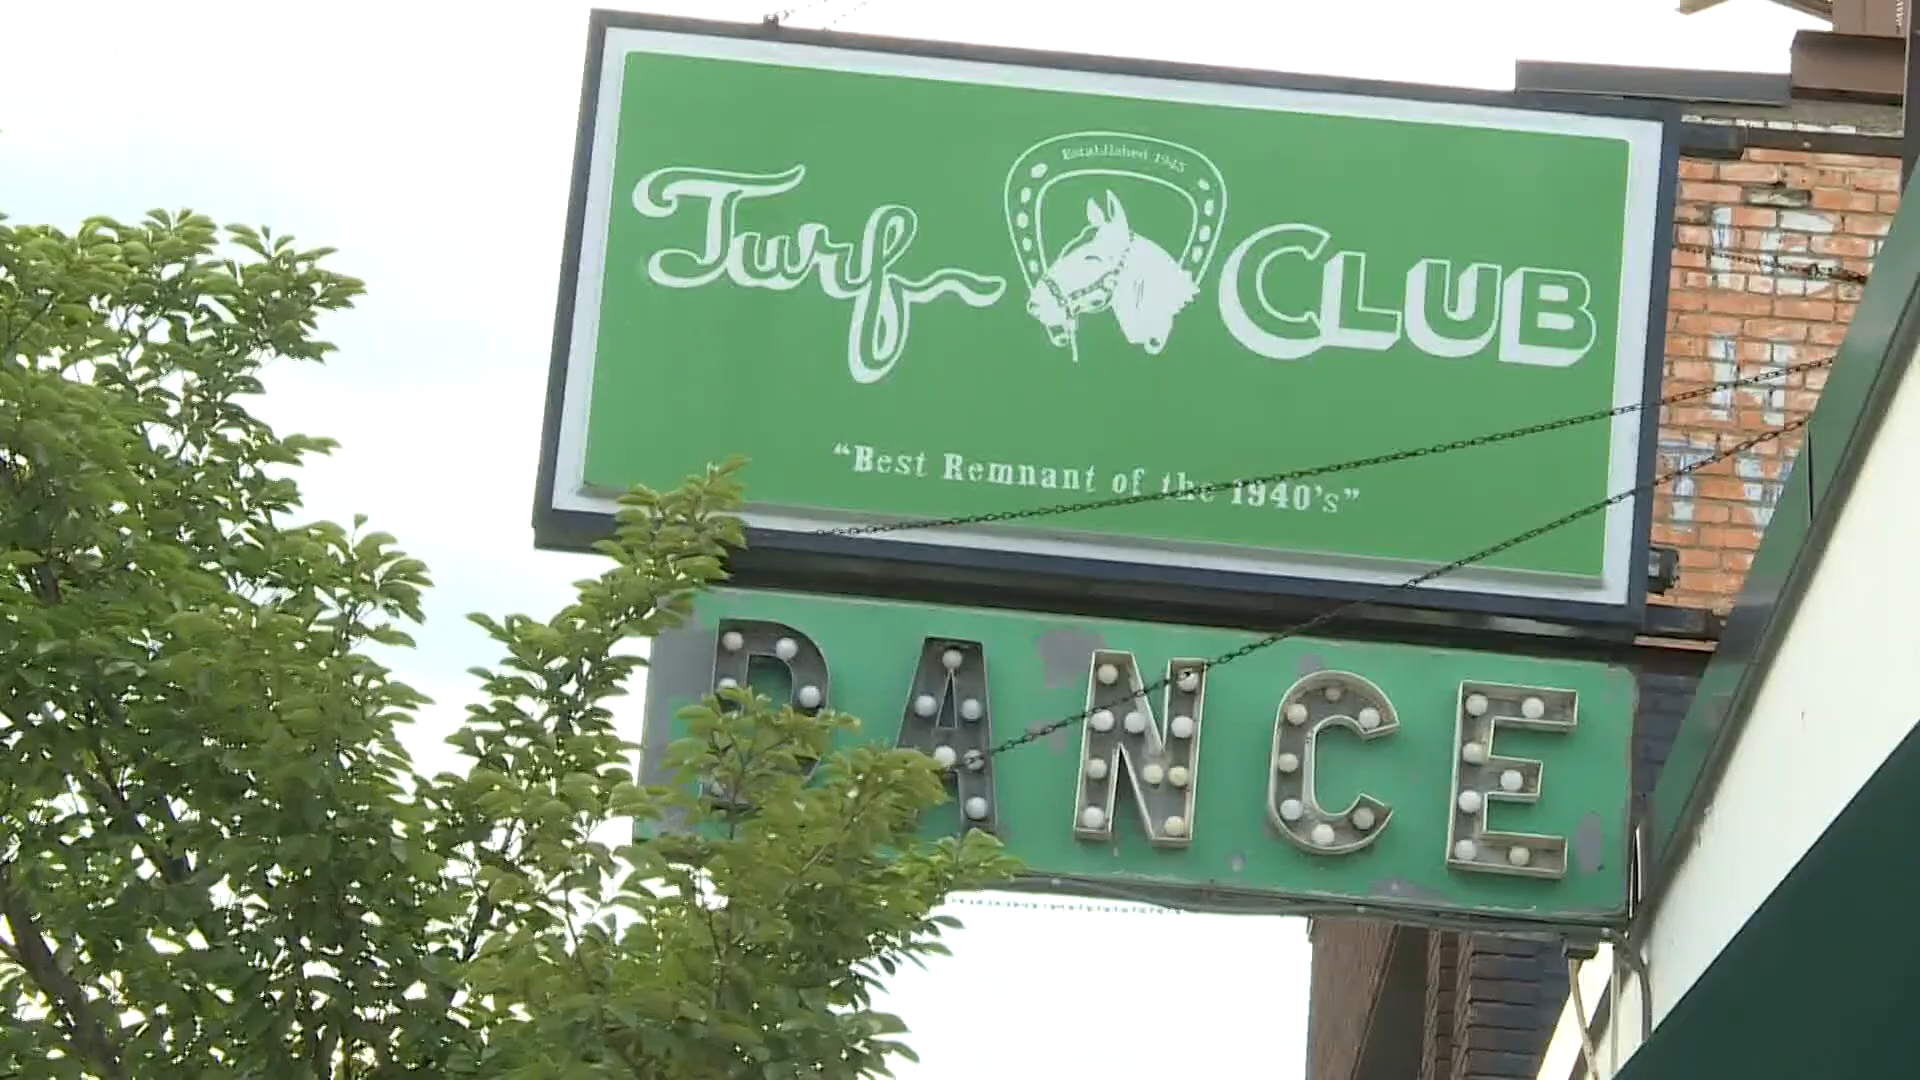 Established 1945
Turf CLUB
“Best Remnant of the 1940's”
DANCE